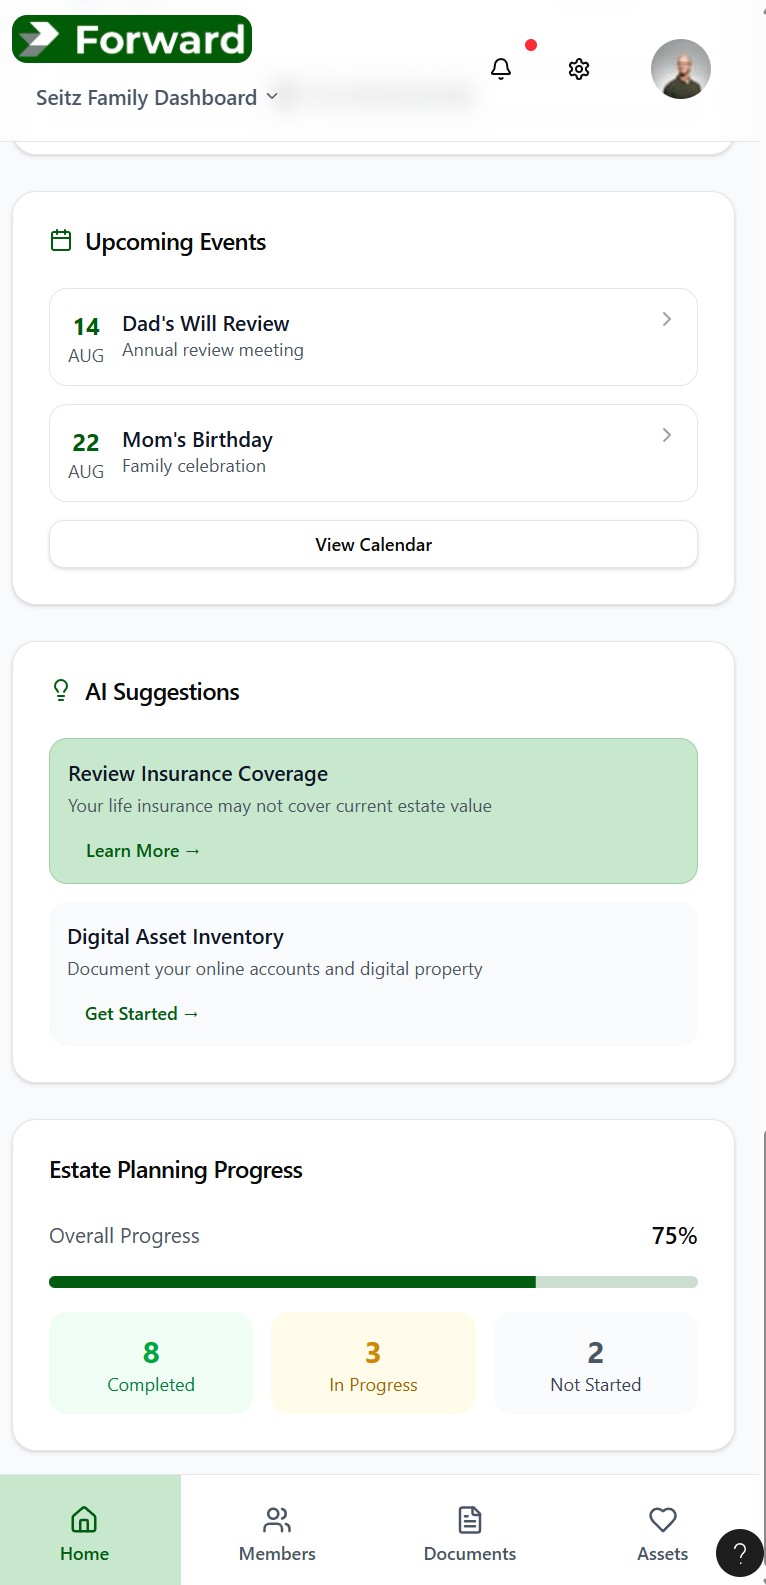 Forward
Seitz Family Dashboard
Upcoming Events
14
AUG
Dad's Will Review
Annual review meeting
22
AUG
Mom's Birthday
Family celebration
View Calendar
AI Suggestions
Review Insurance Coverage
Your life insurance may not cover current estate value
Learn More →
Digital Asset Inventory
Document your online accounts and digital property
Get Started →
Estate Planning Progress
Overall Progress
75%
8
Completed
3
In Progress
2
Not Started
Home
Members
Documents
Assets
?